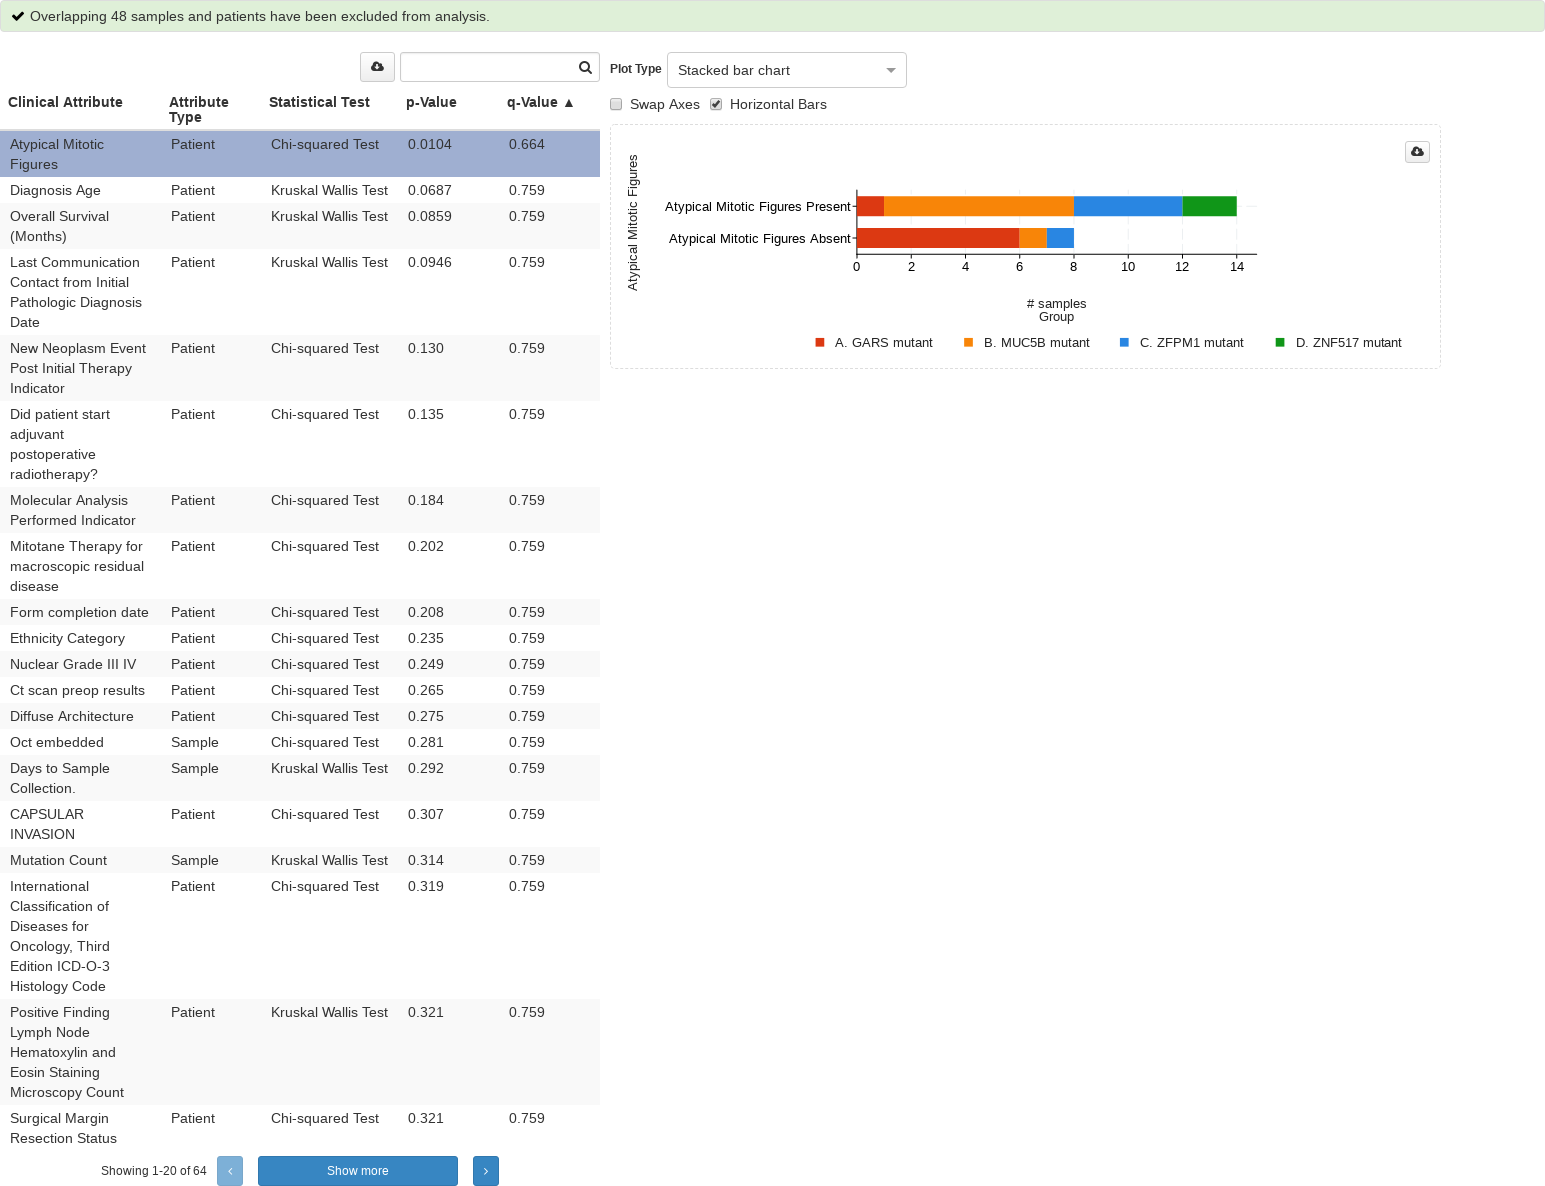 Overlapping 48 samples and patients have been excluded from analysis.
Clinical Attribute Attribute Type Statistical Test p-Value q-Value ▲
Atypical Mitotic Figures Patient Chi-squared Test 0.0104 0.664
Diagnosis Age Patient Kruskal Wallis Test 0.0687 0.759
Overall Survival (Months) Patient Kruskal Wallis Test 0.0859 0.759
Last Communication Contact from Initial Pathologic Diagnosis Date Patient Kruskal Wallis Test 0.0946 0.759
New Neoplasm Event Post Initial Therapy Indicator Patient Chi-squared Test 0.130 0.759
Did patient start adjuvant postoperative radiotherapy? Patient Chi-squared Test 0.135 0.759
Molecular Analysis Performed Indicator Patient Chi-squared Test 0.184 0.759
Mitotane Therapy for macroscopic residual disease Patient Chi-squared Test 0.202 0.759
Form completion date Patient Chi-squared Test 0.208 0.759
Ethnicity Category Patient Chi-squared Test 0.235 0.759
Nuclear Grade III IV Patient Chi-squared Test 0.249 0.759
Ct scan preop results Patient Chi-squared Test 0.265 0.759
Diffuse Architecture Patient Chi-squared Test 0.275 0.759
Oct embedded Sample Chi-squared Test 0.281 0.759
Days to Sample Collection. Sample Kruskal Wallis Test 0.292 0.759
CAPSULAR INVASION Patient Chi-squared Test 0.307 0.759
Mutation Count Sample Kruskal Wallis Test 0.314 0.759
International Classification of Diseases for Oncology, Third Edition ICD-O-3 Histology Code Patient Chi-squared Test 0.319 0.759
Positive Finding Lymph Node Hematoxylin and Eosin Staining Microscopy Count Patient Kruskal Wallis Test 0.321 0.759
Surgical Margin Resection Status Patient Chi-squared Test 0.321 0.759
Showing 1-20 of 64 Show more
Plot Type Stacked bar chart
Swap Axes Horizontal Bars
Atypical Mitotic Figures
Atypical Mitotic Figures Present
Atypical Mitotic Figures Absent
0 2 4 6 8 10 12 14
# samples
Group
A. GARS mutant B. MUC5B mutant C. ZFPM1 mutant D. ZNF517 mutant